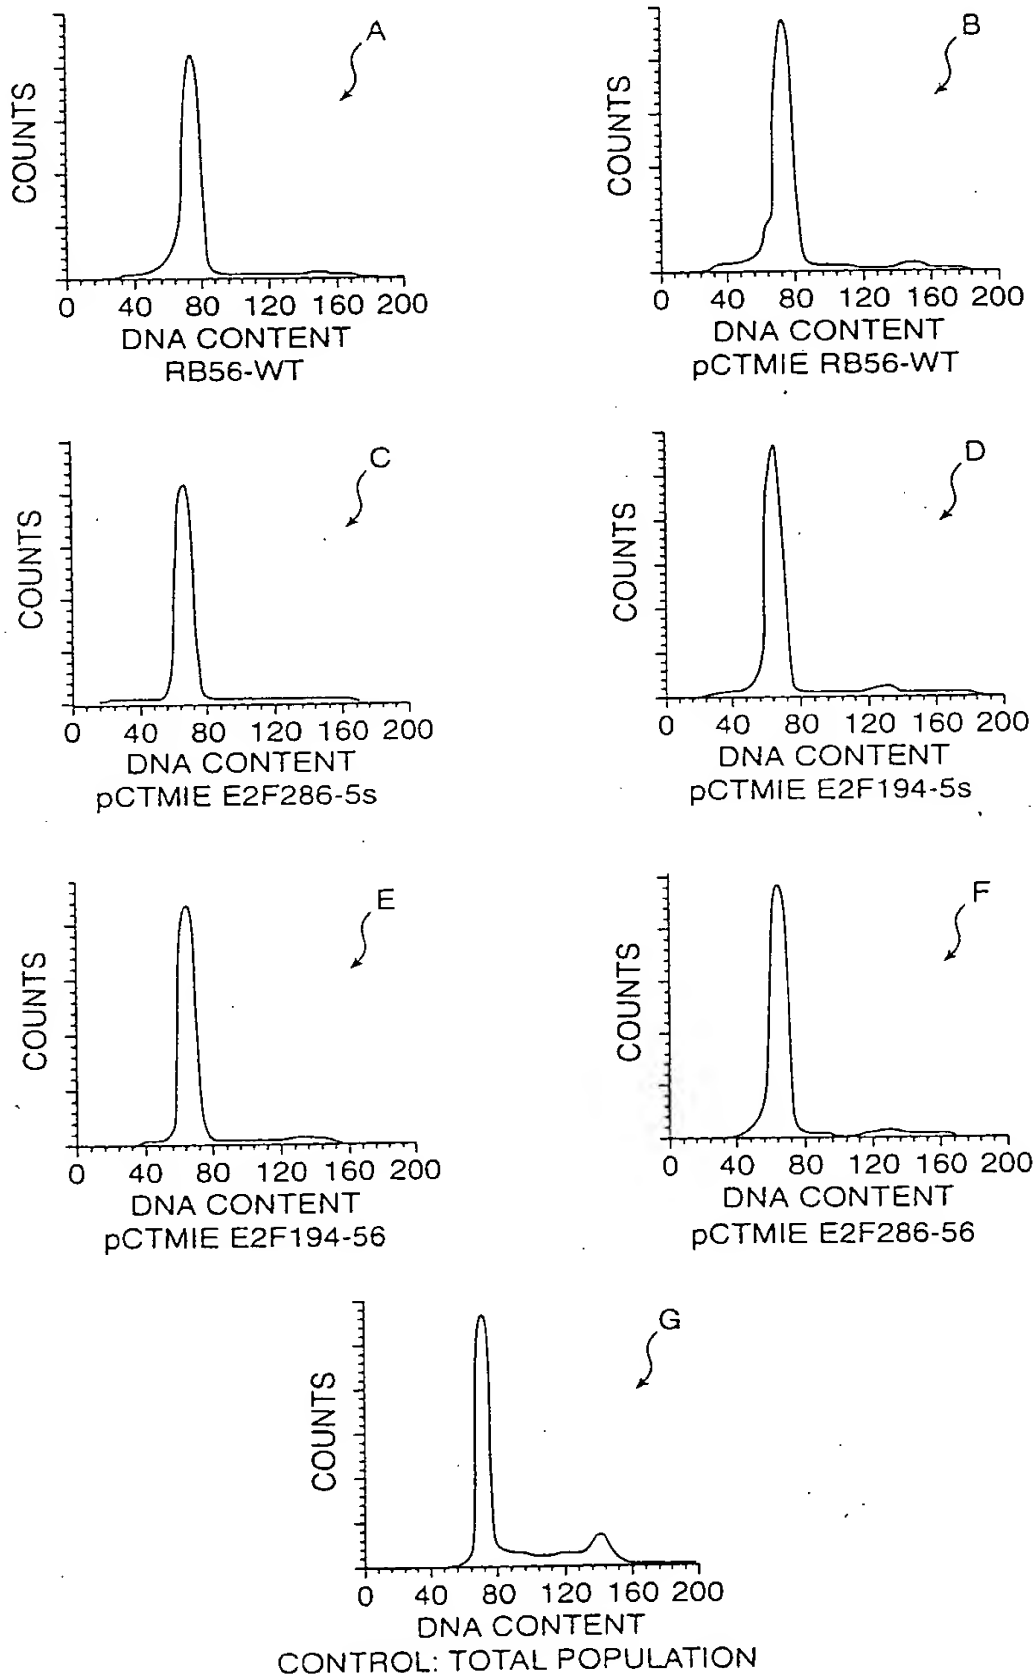 A
COUNTS
0 40 80 120 160 200
DNA CONTENT
RB56-WT
B
COUNTS
0 40 80 120 160 200
DNA CONTENT
pCTMIE RB56-WT
C
COUNTS
0 40 80 120 160 200
DNA CONTENT
pCTMIE E2F286-5s
D
COUNTS
0 40 80 120 160 200
DNA CONTENT
pCTMIE E2F194-5s
E
COUNTS
0 40 80 120 160 200
DNA CONTENT
pCTMIE E2F194-56
F
COUNTS
0 40 80 120 160 200
DNA CONTENT
pCTMIE E2F286-56
G
COUNTS
0 40 80 120 160 200
DNA CONTENT
CONTROL: TOTAL POPULATION